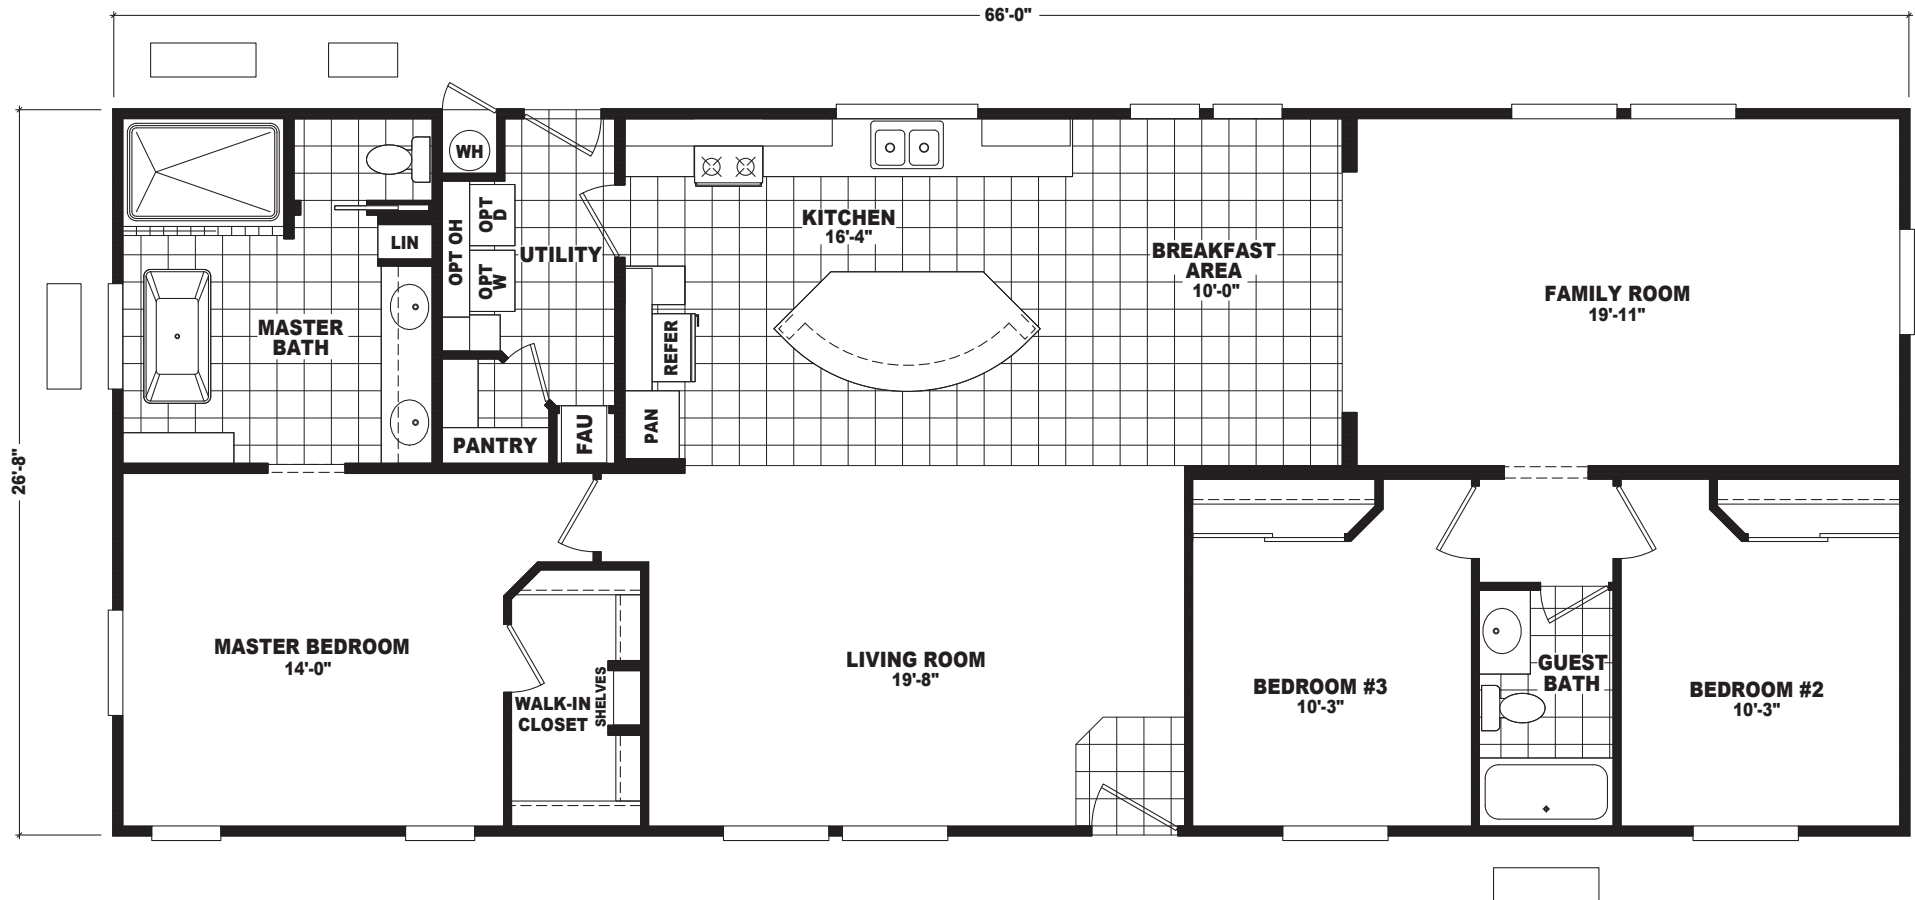 66'-0"
26'-8"
WH
LIN
OPT OH
OPT
D
OPT
W
UTILITY
KITCHEN
16'-4"
BREAKFAST
AREA
10'-0"
FAMILY ROOM
19'-11"
MASTER
BATH
REFER
PANTRY
FAU
PAN
MASTER BEDROOM
14'-0"
WALK-IN
CLOSET
SHELVES
LIVING ROOM
19'-8"
BEDROOM #3
10'-3"
GUEST
BATH
BEDROOM #2
10'-3"